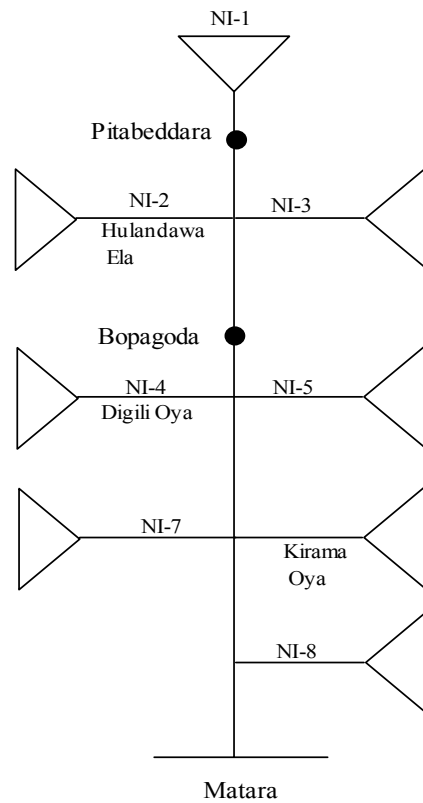 NI-1
Pitabeddara
NI-2
NI-3
Hulandawa
Ela
Bopagoda
NI-4
NI-5
Digili Oya
NI-7
Kirama
Oya
NI-8
Matara